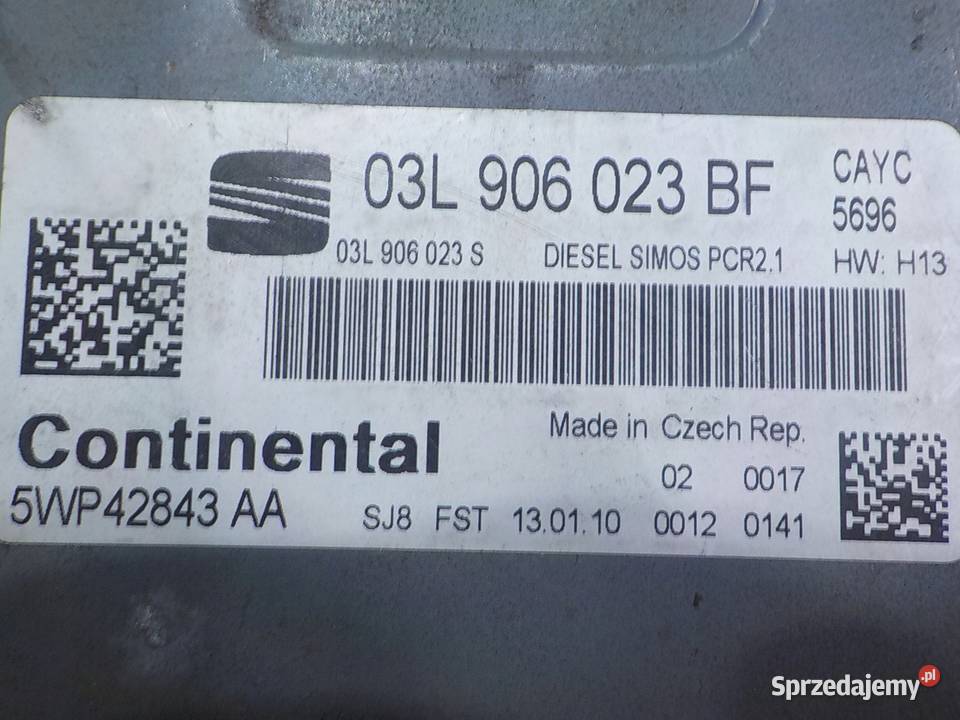 03L 906 023 BF
CAYC
5696
03L 906 023 S DIESEL SIMOS PCR2.1 HW: H13
Continental
Made in Czech Rep.
02 0017
5WP42843 AA
SJ8 FST 13.01.10 0012 0141
Sprzedajemy.pl